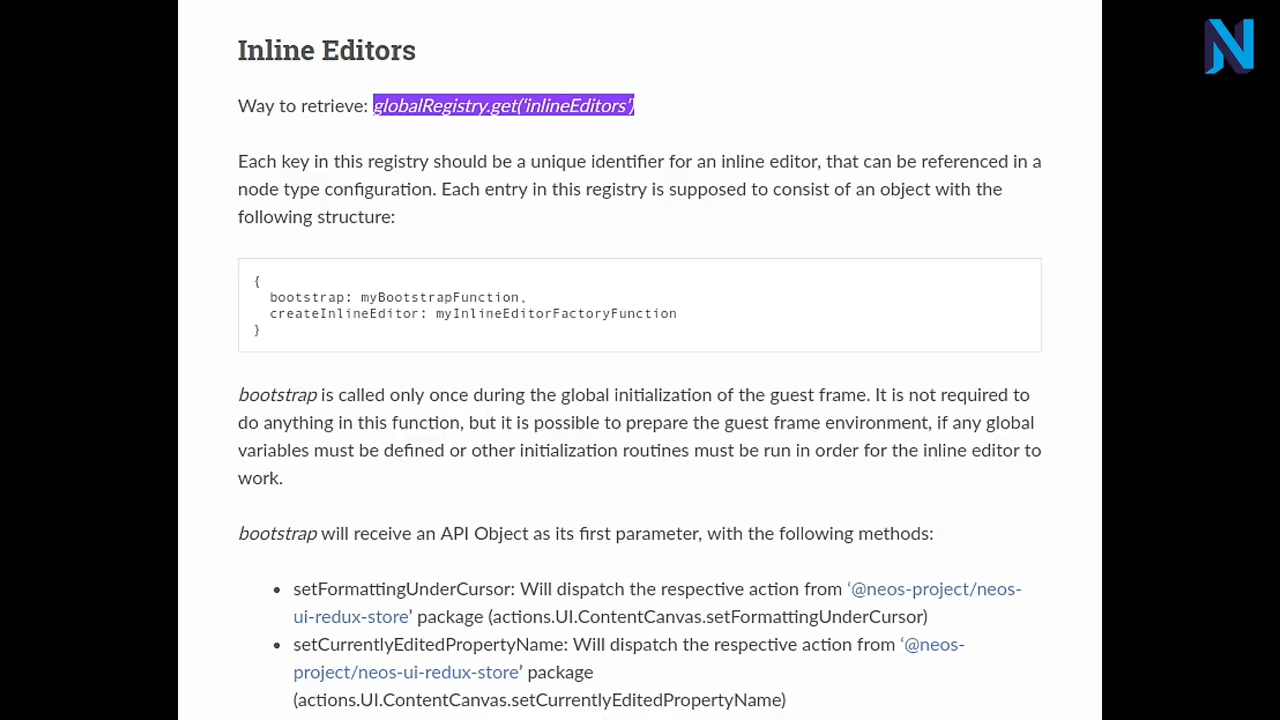 Inline Editors
Way to retrieve: globalRegistry.get('inlineEditors')
Each key in this registry should be a unique identifier for an inline editor, that can be referenced in a
node type configuration. Each entry in this registry is supposed to consist of an object with the
following structure:
{
bootstrap: myBootstrapFunction,
createInlineEditor: myInlineEditorFactoryFunction
}
bootstrap is called only once during the global initialization of the guest frame. It is not required to
do anything in this function, but it is possible to prepare the guest frame environment, if any global
variables must be defined or other initialization routines must be run in order for the inline editor to
work.
bootstrap will receive an API Object as its first parameter, with the following methods:
• setFormattingUnderCursor: Will dispatch the respective action from ‘@neos-project/neos-
ui-redux-store’ package (actions.UI.ContentCanvas.setFormattingUnderCursor)
• setCurrentlyEditedPropertyName: Will dispatch the respective action from ‘@neos-
project/neos-ui-redux-store’ package
(actions.UI.ContentCanvas.setCurrentlyEditedPropertyName)